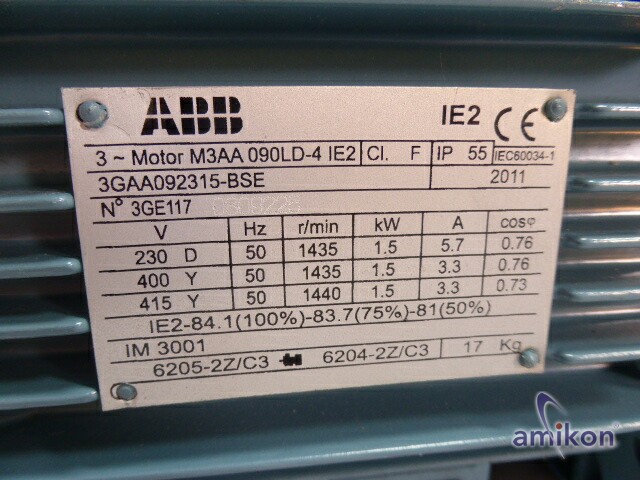 ABB IE2 CE
3 ~ Motor M3AA 090LD-4 IE2 Cl. F IP 55 IEC60034-1
3GAA092315-BSE 2011
N° 3GE117
V Hz r/min kW A cosφ
230 D 50 1435 1.5 5.7 0.76
400 Y 50 1435 1.5 3.3 0.76
415 Y 50 1440 1.5 3.3 0.73
IE2-84.1(100%)-83.7(75%)-81(50%)
IM 3001
6205-2Z/C3 6204-2Z/C3 17 Kg
amikon